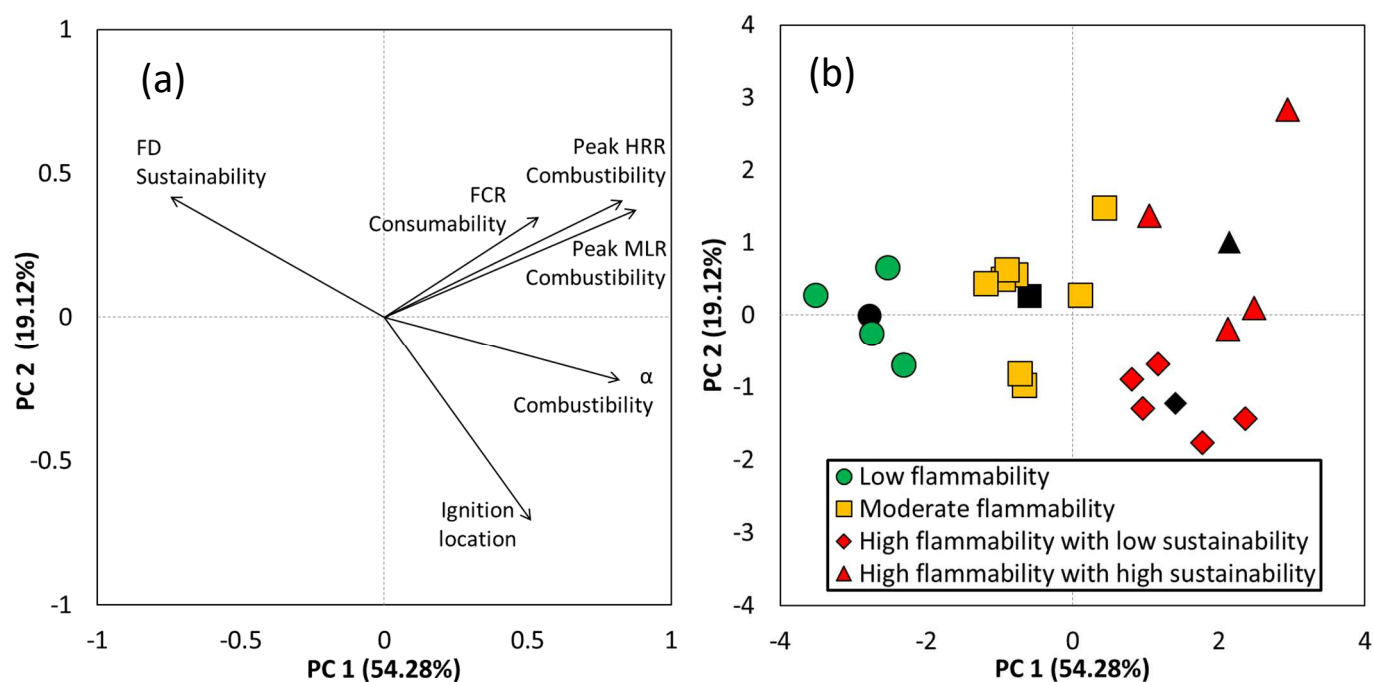 (a)
1
0.5
0
-0.5
-1
-1
-0.5
0
0.5
1
PC 2 (19.12%)
PC 1 (54.28%)
FD
Sustainability
FCR
Consumability
Peak HRR
Combustibility
Peak MLR
Combustibility
α
Combustibility
Ignition
location
(b)
4
3
2
1
0
-1
-2
-3
-4
-4
-2
0
2
4
PC 2 (19.12%)
PC 1 (54.28%)
Low flammability
Moderate flammability
High flammability with low sustainability
High flammability with high sustainability